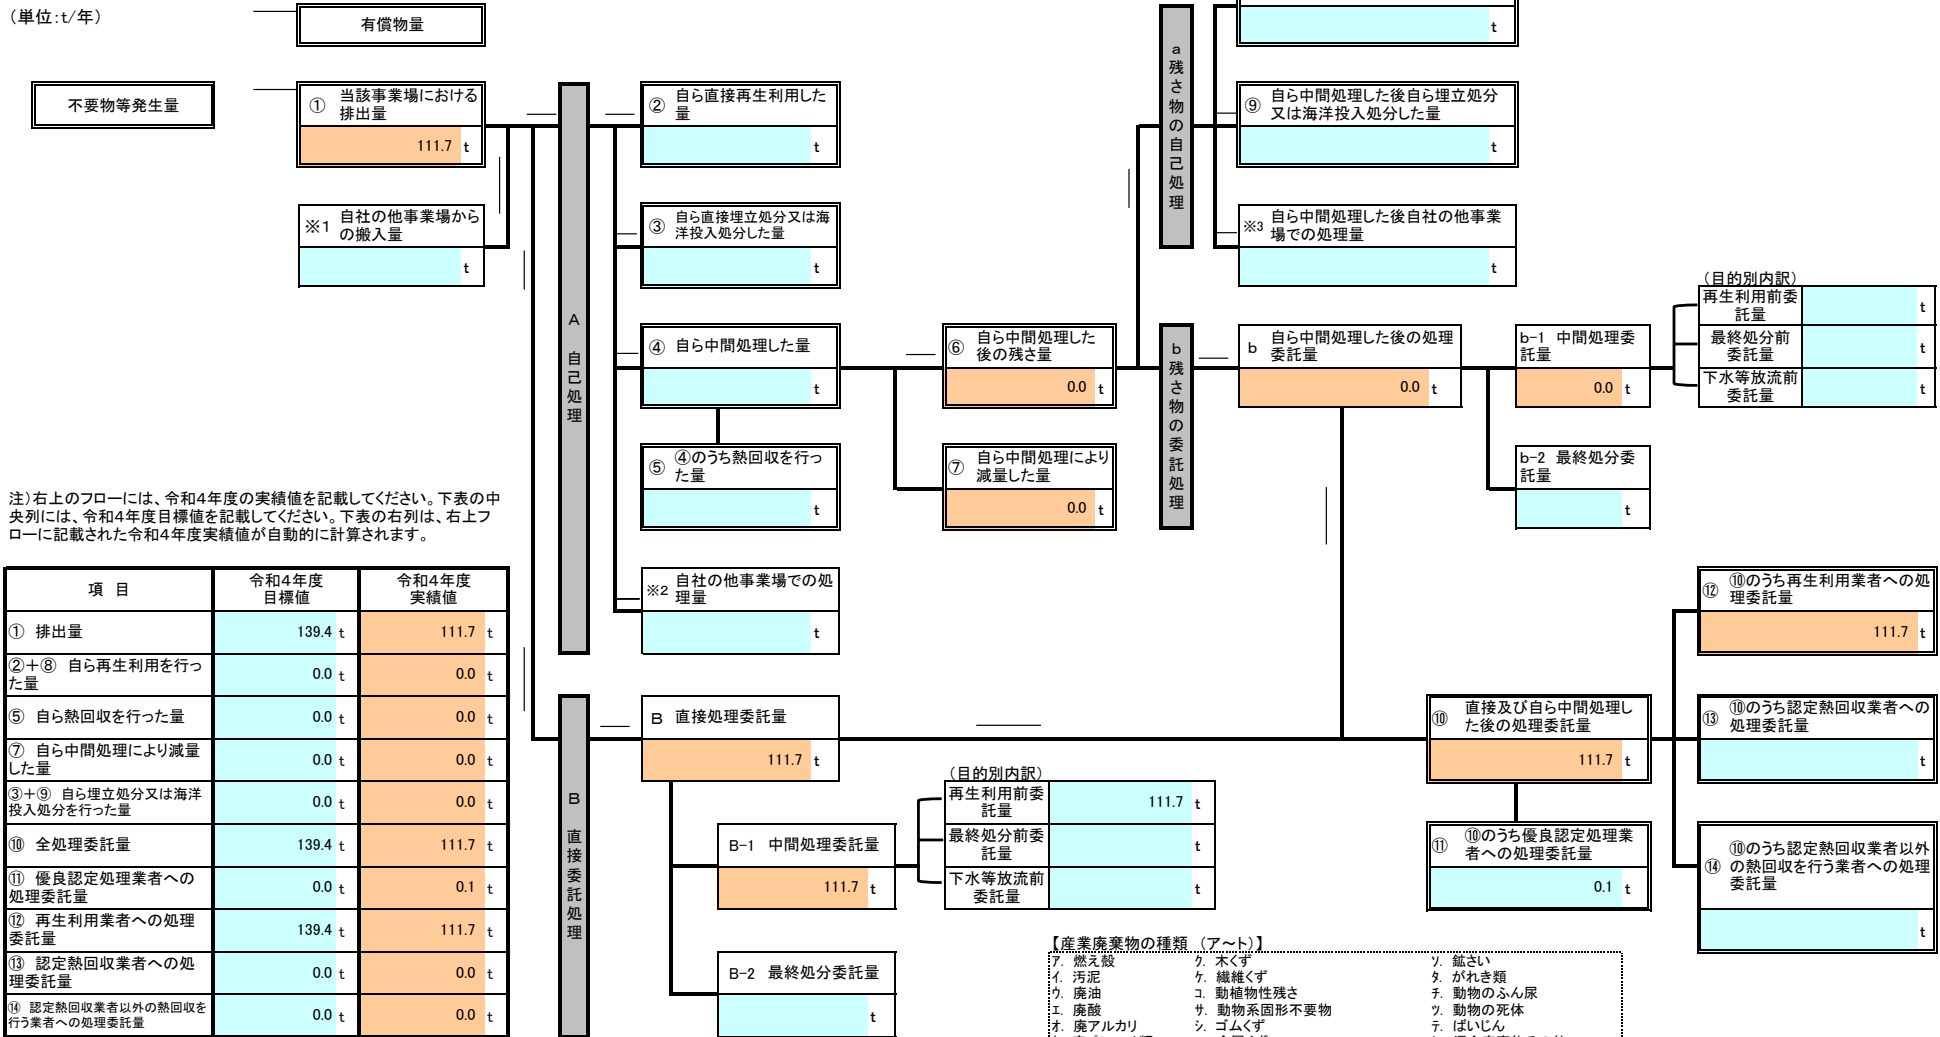 （単位：t/年）
有償物量
不要物等発生量
① 当該事業場における
排出量
111.7 t
※1 自社の他事業場から
の搬入量
t
A 自己処理
② 自ら直接再生利用した
量
t
③ 自ら直接埋立処分又は海
洋投入処分した量
t
④ 自ら中間処理した量
t
⑤ ④のうち熱回収を行っ
た量
t
※2 自社の他事業場での処
理量
t
⑥ 自ら中間処理した
後の残さ量
0.0 t
⑦ 自ら中間処理により
減量した量
0.0 t
a 残さ物の自己処理
t
⑨ 自ら中間処理した後自ら埋立処分
又は海洋投入処分した量
t
※3 自ら中間処理した後自社の他事業
場での処理量
t
b 残さ物の委託処理
b 自ら中間処理した後の処理
委託量
0.0 t
b-1 中間処理委
託量
0.0 t
b-2 最終処分委
託量
t
（目的別内訳）
再生利用前委
託量
t
最終処分前
委託量
t
下水等放流前
委託量
t
注）右上のフローには、令和４年度の実績値を記載してください。下表の中
央列には、令和４年度目標値を記載してください。下表の右列は、右上フ
ローに記載された令和４年度実績値が自動的に計算されます。
項 目
令和４年度
目標値
令和４年度
実績値
① 排出量 139.4 t 111.7 t
②＋⑧ 自ら再生利用を行っ
た量 0.0 t 0.0 t
⑤ 自ら熱回収を行った量 0.0 t 0.0 t
⑦ 自ら中間処理により減量
した量 0.0 t 0.0 t
③＋⑨ 自ら埋立処分又は海洋
投入処分を行った量 0.0 t 0.0 t
⑩ 全処理委託量 139.4 t 111.7 t
⑪ 優良認定処理業者への
処理委託量 0.0 t 0.1 t
⑫ 再生利用業者への処理
委託量 139.4 t 111.7 t
⑬ 認定熱回収業者への処
理委託量 0.0 t 0.0 t
⑭ 認定熱回収業者以外の熱回収を
行う業者への処理委託量 0.0 t 0.0 t
B 直接委託処理
B 直接処理委託量
111.7 t
B-1 中間処理委託量
111.7 t
B-2 最終処分委託量
t
（目的別内訳）
再生利用前委
託量
111.7 t
最終処分前委
託量
t
下水等放流前
委託量
t
⑩ 直接及び自ら中間処理し
た後の処理委託量
111.7 t
⑪ ⑩のうち優良認定処理業
者への処理委託量
0.1 t
⑫ ⑩のうち再生利用業者への処
理委託量
111.7 t
⑬ ⑩のうち認定熱回収業者への
処理委託量
t
⑭ ⑩のうち認定熱回収業者以外
の熱回収を行う業者への処理
委託量
t
【産業廃棄物の種類 （ア～ト）】
ア. 燃え殻 ク. 木くず ソ. 鉱さい
イ. 汚泥 ケ. 繊維くず タ. がれき類
ウ. 廃油 コ. 動植物性残さ チ. 動物のふん尿
エ. 廃酸 サ. 動物系固形不要物 ツ. 動物の死体
オ. 廃アルカリ シ. ゴムくず テ. ばいじん